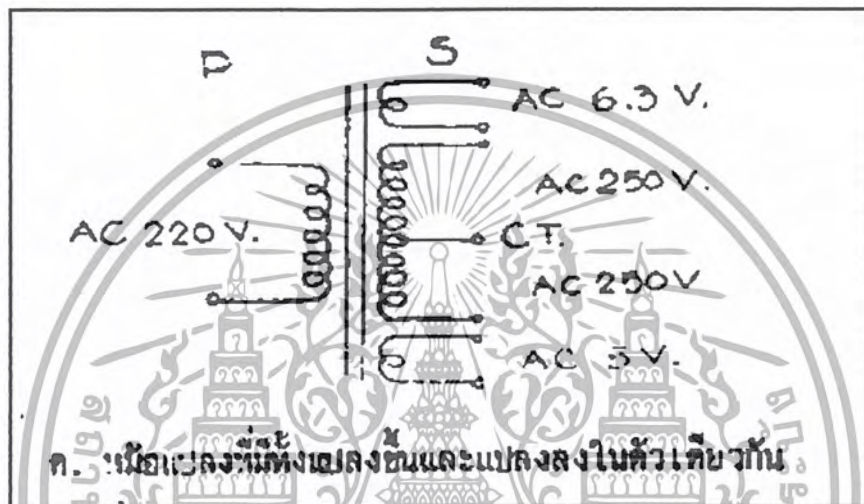 P S
AC 6.3 V.
AC 250 V.
AC 220 V.
C.T.
AC 250 V
AC 5 V.
ค. หม้อแปลงที่มีทั้งแปลงขึ้นและแปลงลงในตัวเดียวกัน